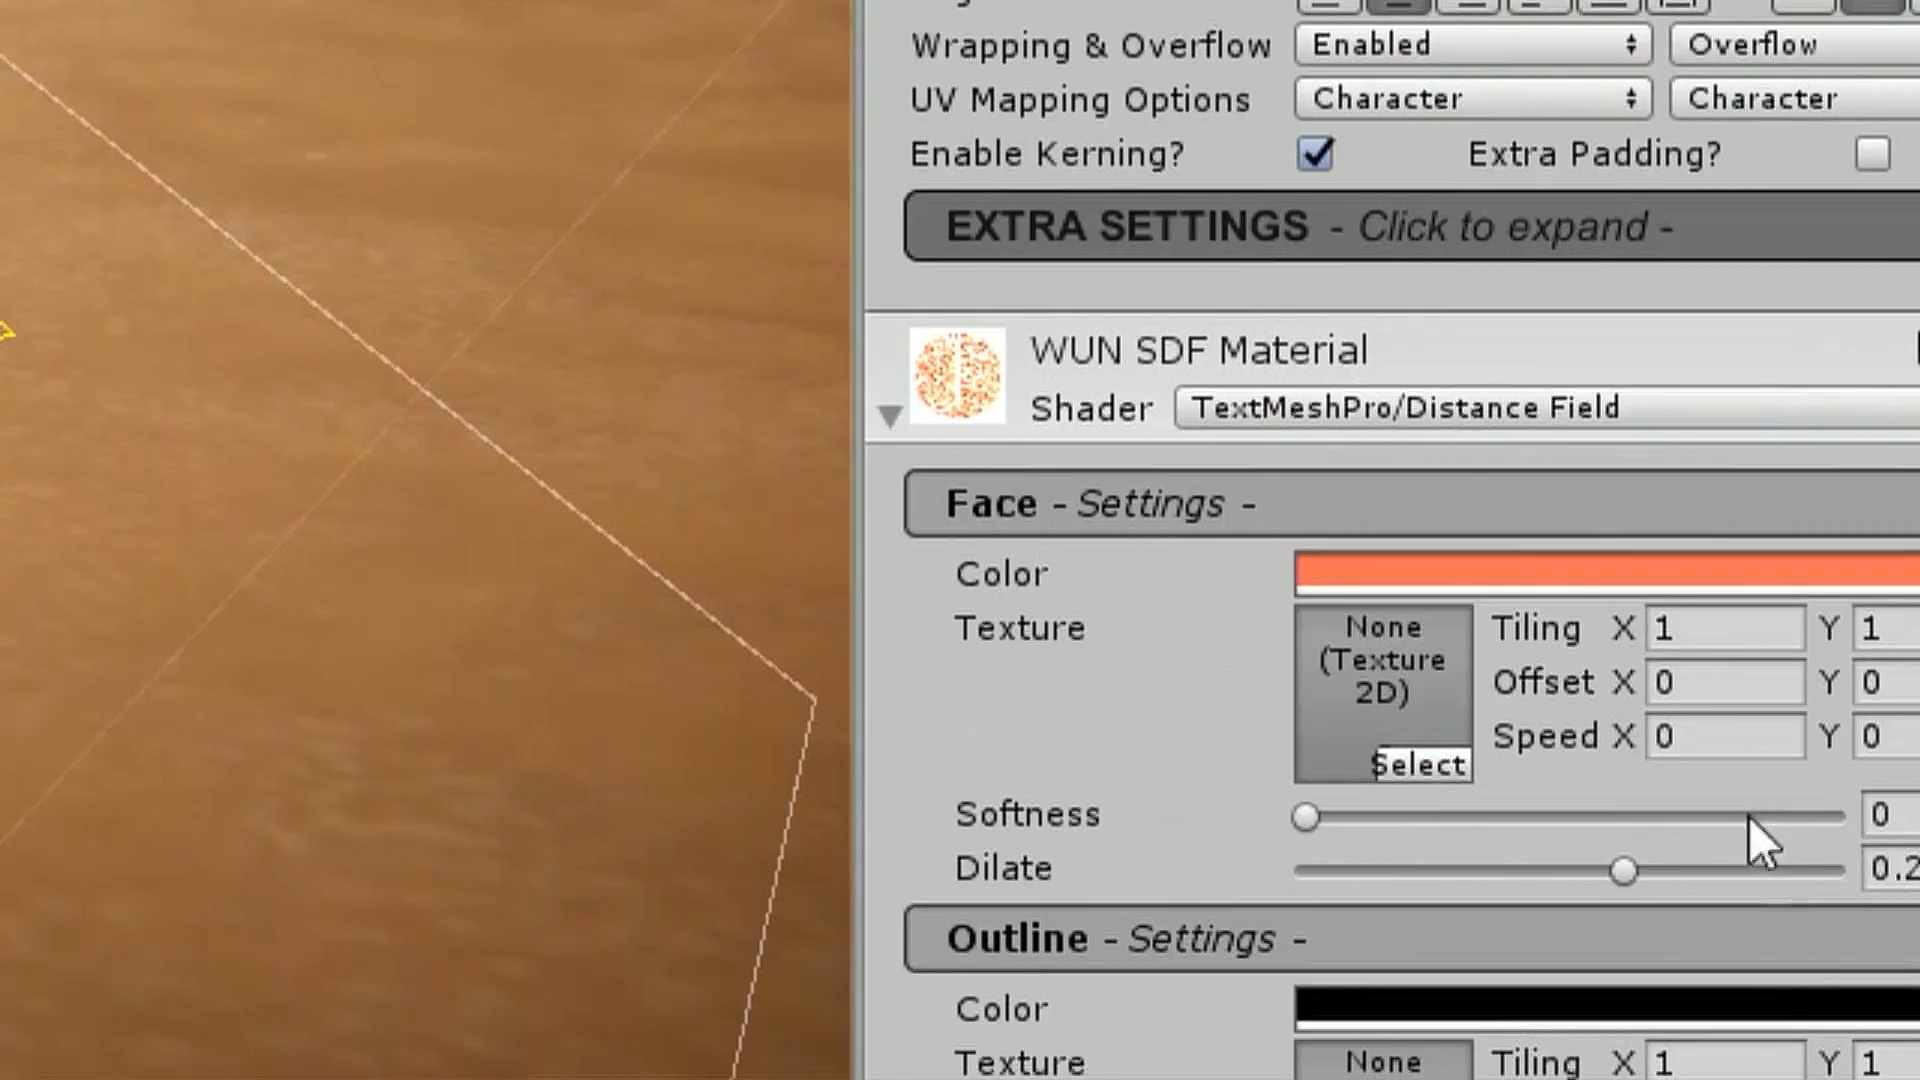 Wrapping & Overflow Enabled Overflow
UV Mapping Options Character Character
Enable Kerning? Extra Padding?
EXTRA SETTINGS - Click to expand -
WUN SDF Material
Shader TextMeshPro/Distance Field
Face - Settings -
Color
Texture None (Texture 2D) Select
Tiling X 1 Y 1
Offset X 0 Y 0
Speed X 0 Y 0
Softness 0
Dilate 0.2
Outline - Settings -
Color
Texture None Tiling X 1 Y 1